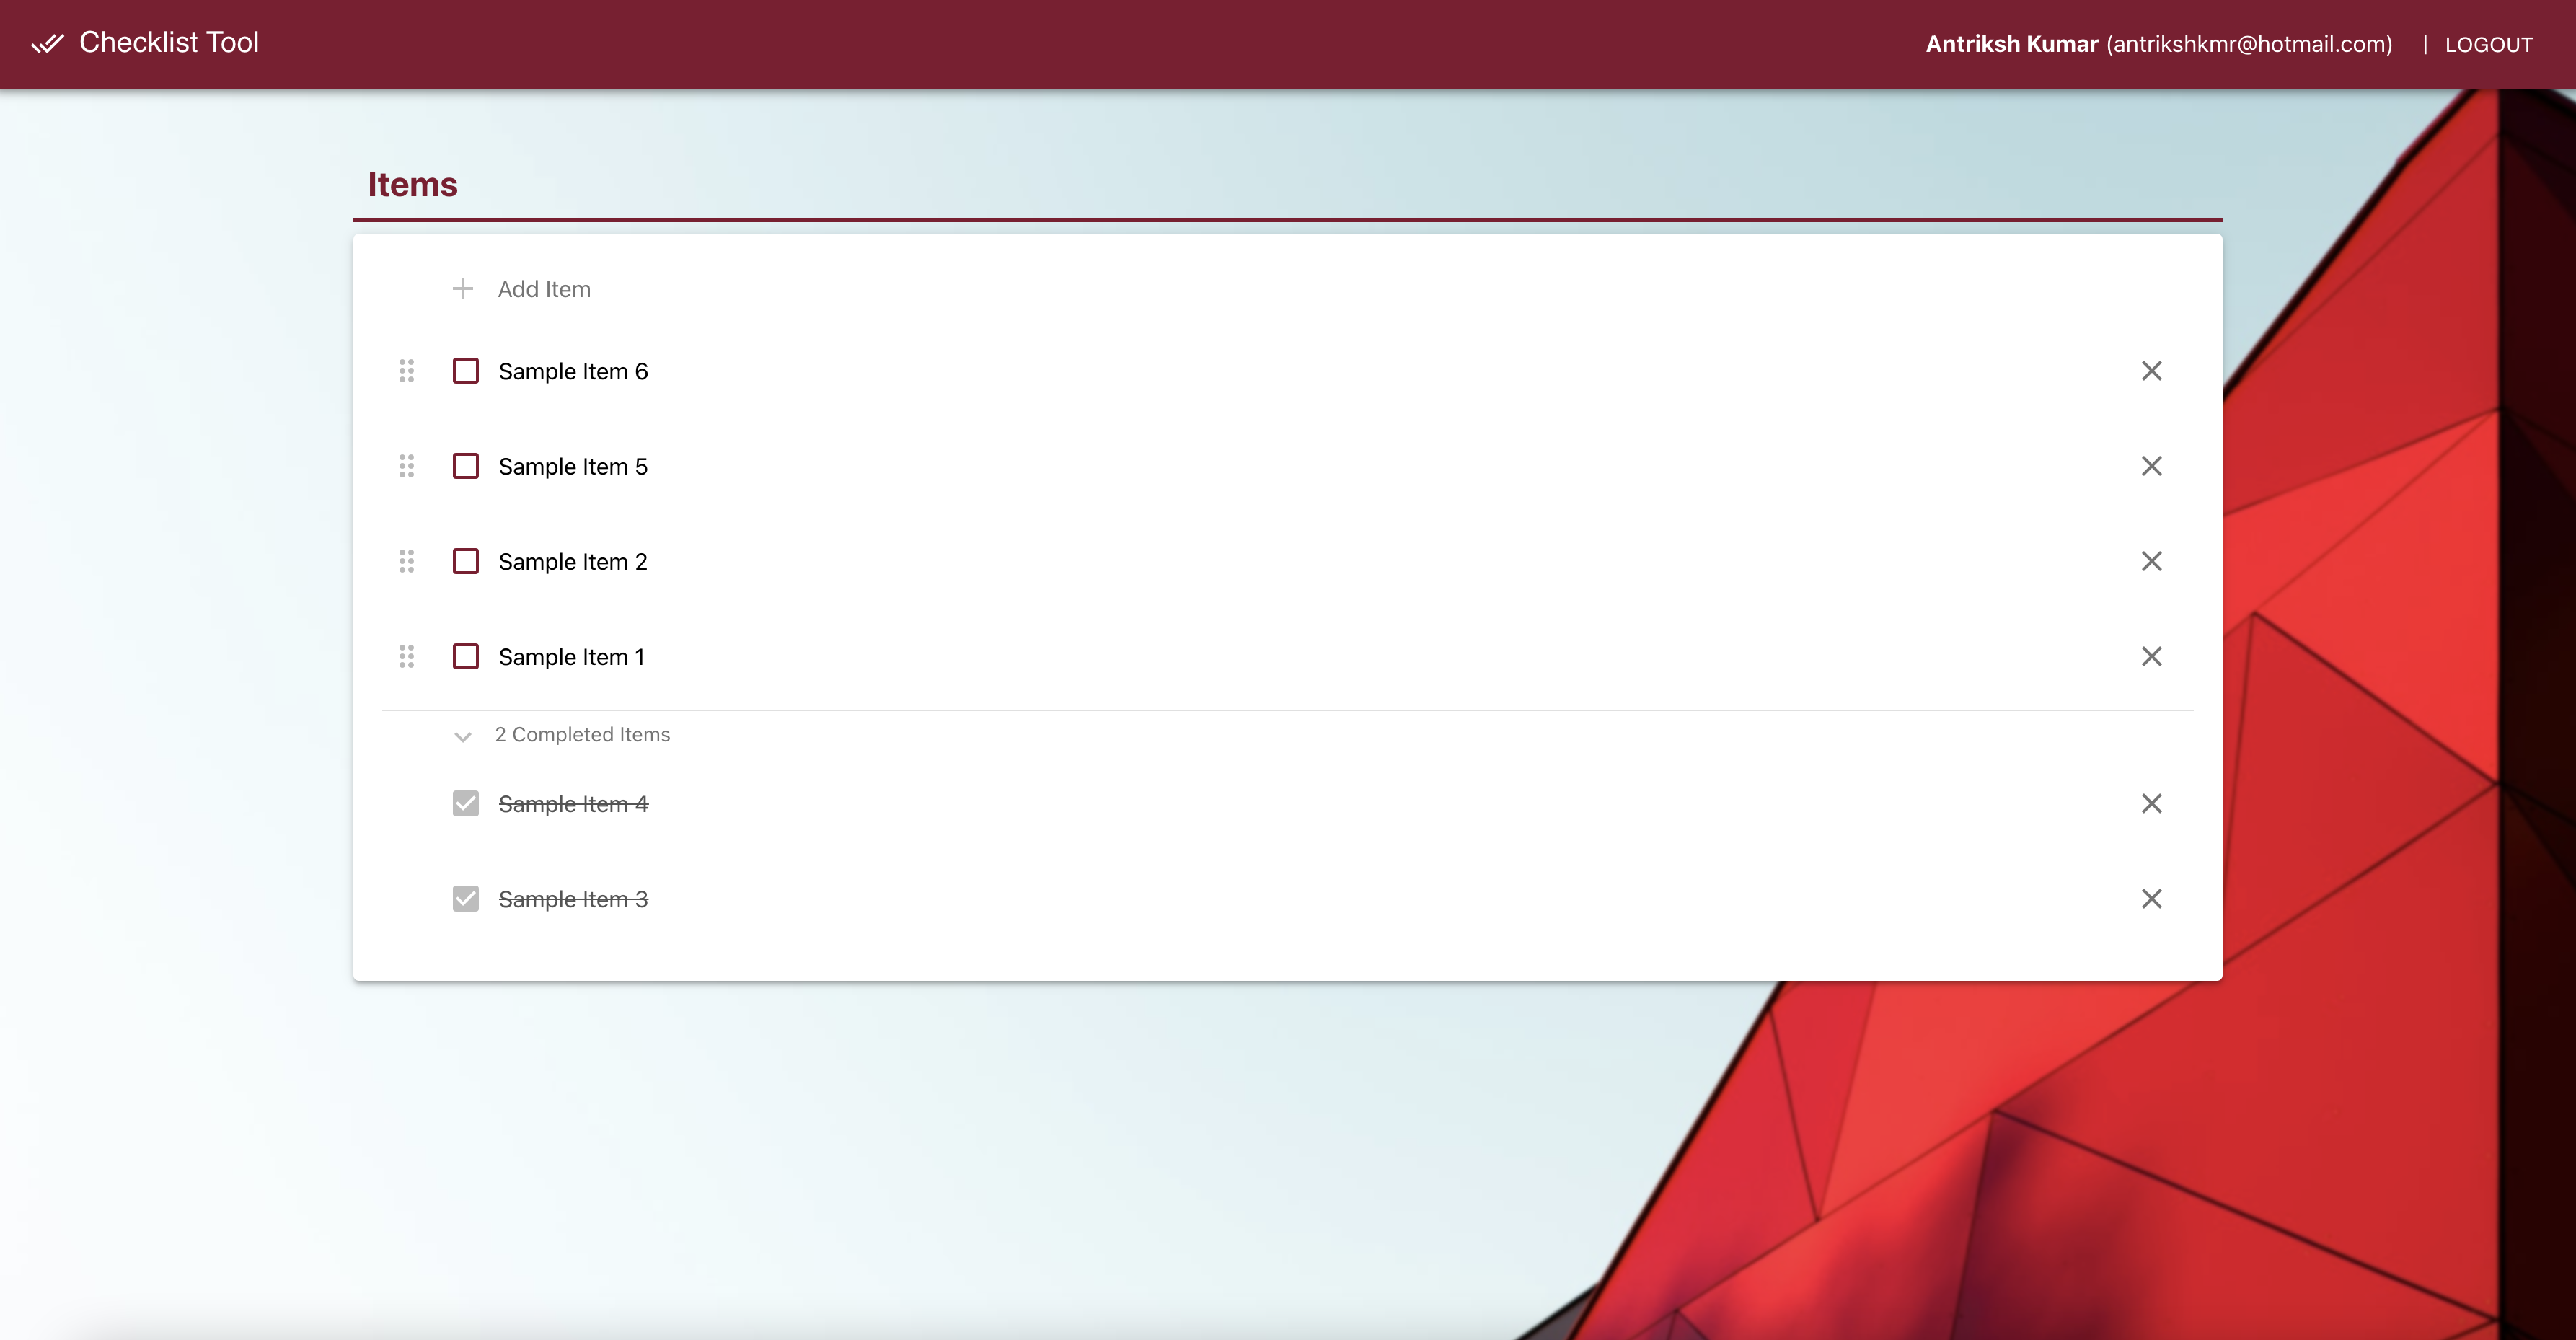 Checklist Tool
Antriksh Kumar (antrikshkmr@hotmail.com) | LOGOUT
Items
Add Item
Sample Item 6
Sample Item 5
Sample Item 2
Sample Item 1
2 Completed Items
Sample Item 4
Sample Item 3